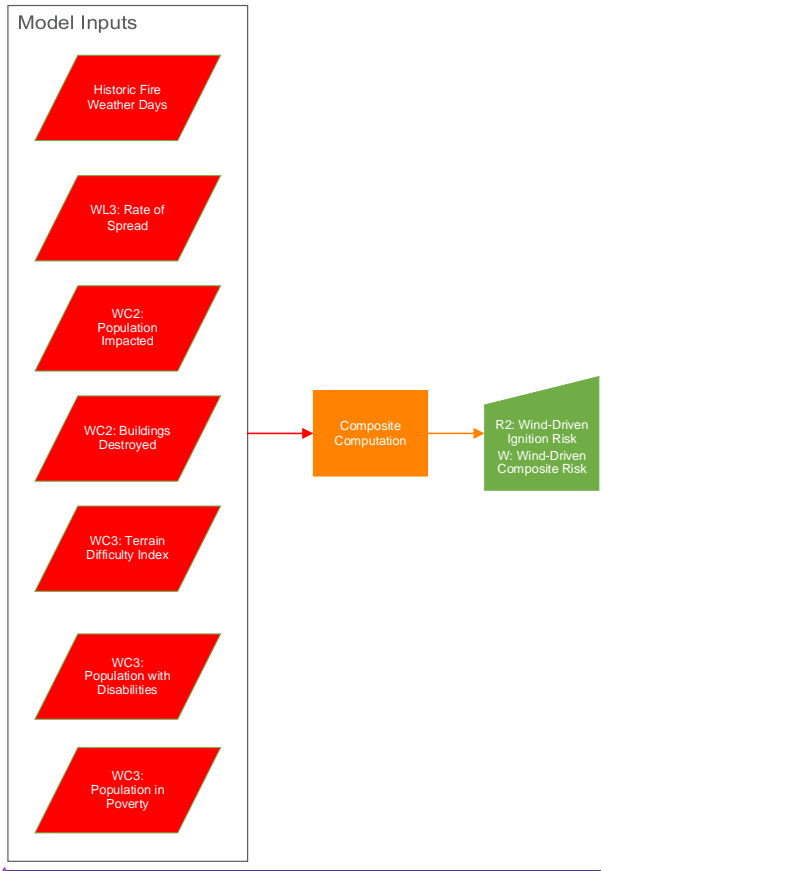 Model Inputs
Historic Fire
Weather Days
WL3: Rate of
Spread
WC2:
Population
Impacted
WC2: Buildings
Destroyed
WC3: Terrain
Difficulty Index
WC3:
Population with
Disabilities
WC3:
Population in
Poverty
Composite
Computation
R2: Wind-Driven
Ignition Risk
W: Wind-Driven
Composite Risk